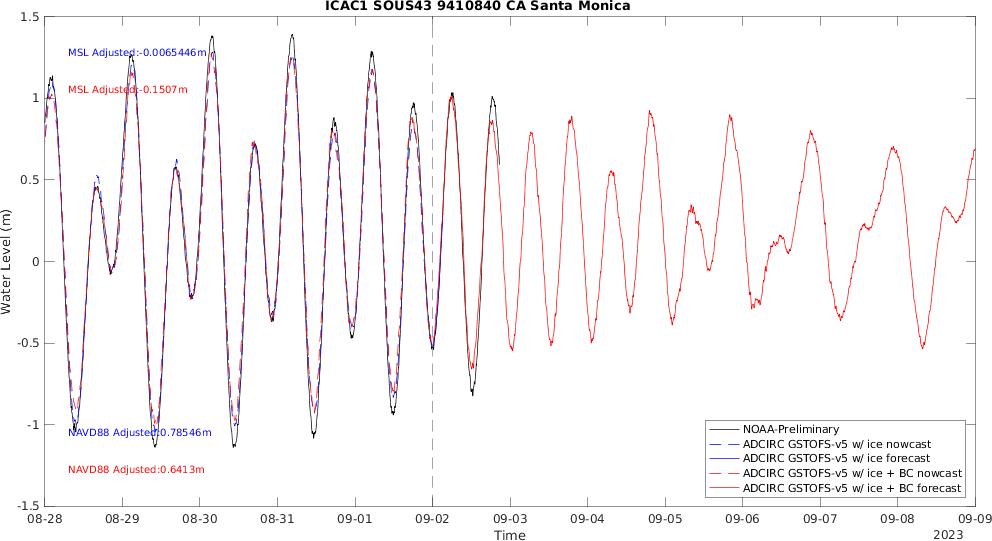 ICAC1 SOUS43 9410840 CA Santa Monica
1.5
1
0.5
0
-0.5
-1
-1.5
Water Level (m)
MSL Adjusted:-0.0065446m
MSL Adjusted:-0.1507m
NAVD88 Adjusted:0.78546m
NAVD88 Adjusted:0.6413m
NOAA-Preliminary
ADCIRC GSTOFS-v5 w/ ice nowcast
ADCIRC GSTOFS-v5 w/ ice forecast
ADCIRC GSTOFS-v5 w/ ice + BC nowcast
ADCIRC GSTOFS-v5 w/ ice + BC forecast
08-28 08-29 08-30 08-31 09-01 09-02 09-03 09-04 09-05 09-06 09-07 09-08 09-09
Time
2023